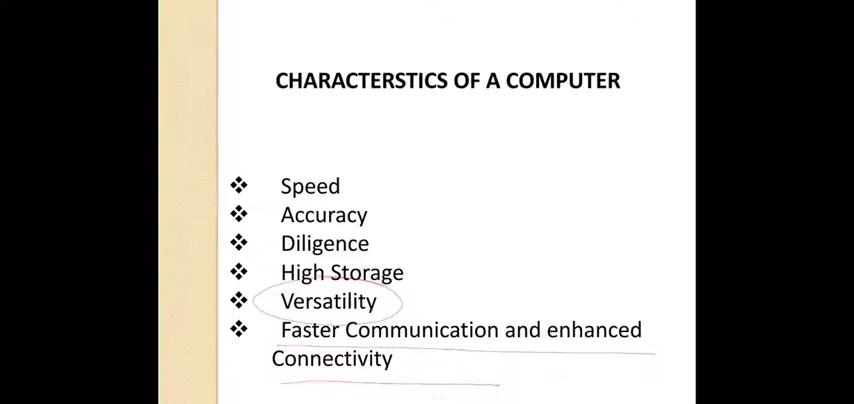 CHARACTERSTICS OF A COMPUTER
❖ Speed
❖ Accuracy
❖ Diligence
❖ High Storage
❖ Versatility
❖ Faster Communication and enhanced
Connectivity